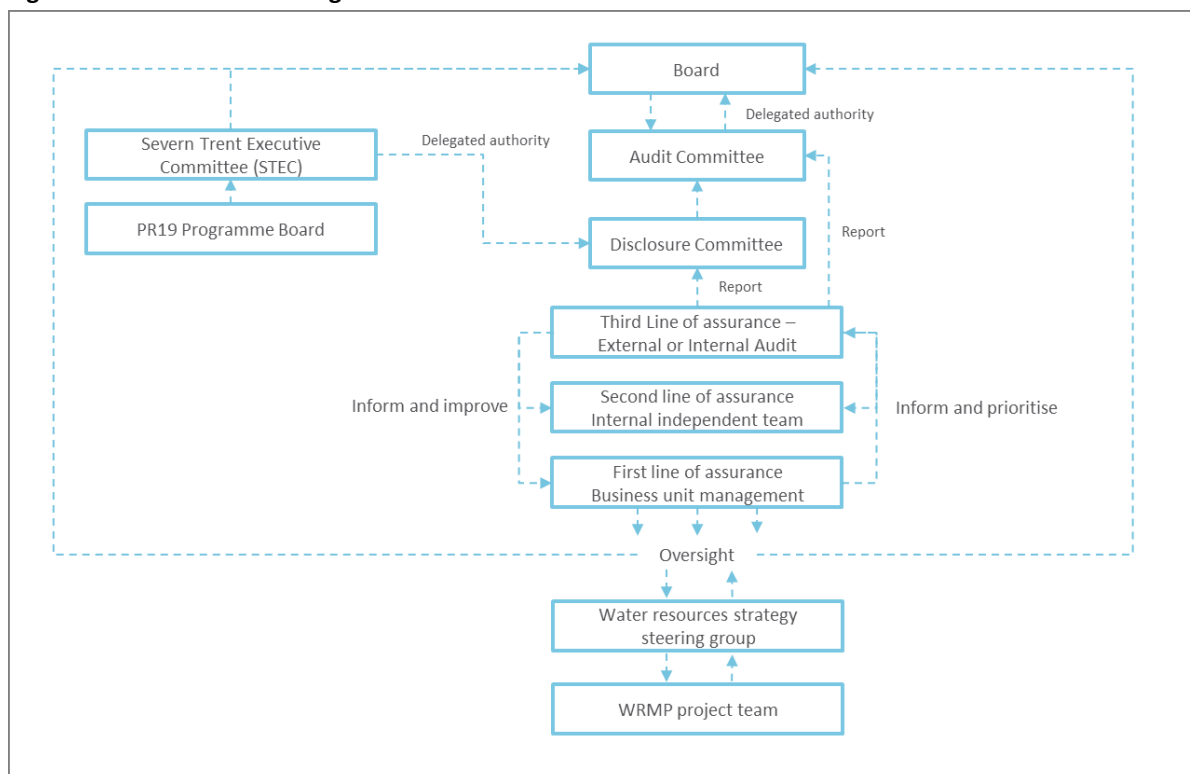 Board
Delegated authority
Severn Trent Executive
Committee (STEC)
Delegated authority
Audit Committee
PR19 Programme Board
Disclosure Committee
Report
Report
Third Line of assurance –
External or Internal Audit
Inform and improve
Second line of assurance
Internal independent team
Inform and prioritise
First line of assurance
Business unit management
Oversight
Water resources strategy
steering group
WRMP project team